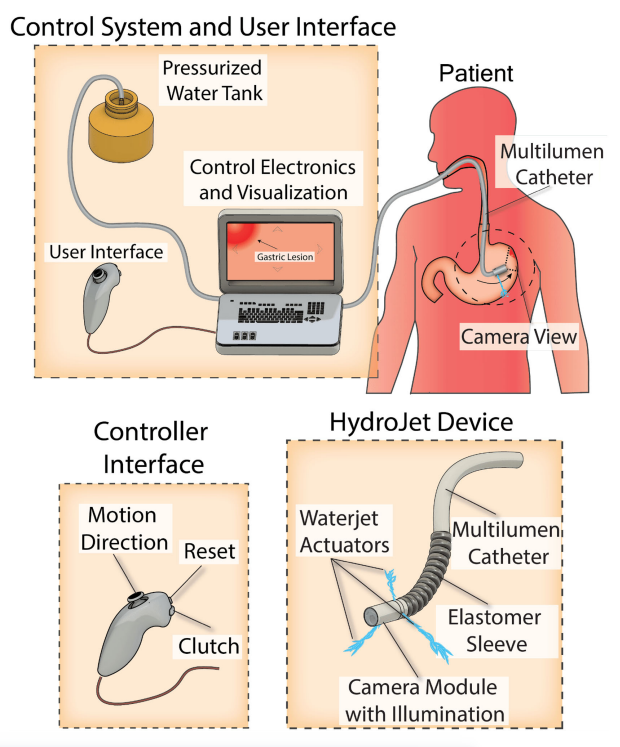 Control System and User Interface
Pressurized
Water Tank
Patient
Multilumen
Catheter
Control Electronics
and Visualization
User Interface
Gastric Lesion
Camera View
Controller
Interface
HydroJet Device
Motion
Direction
Reset
Clutch
Waterjet
Actuators
Multilumen
Catheter
Elastomer
Sleeve
Camera Module
with Illumination